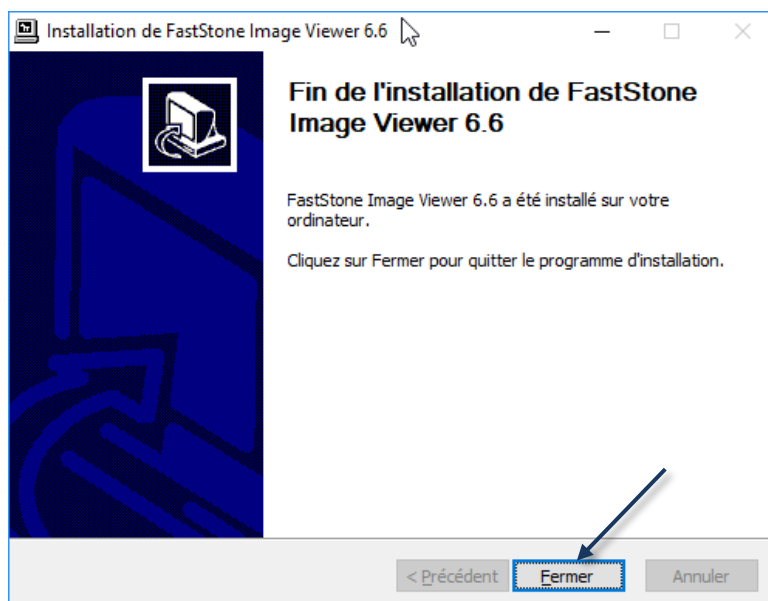 Installation de FastStone Image Viewer 6.6
Fin de l'installation de FastStone
Image Viewer 6.6
FastStone Image Viewer 6.6 a été installé sur votre
ordinateur.
Cliquez sur Fermer pour quitter le programme d'installation.
< Précédent Fermer Annuler